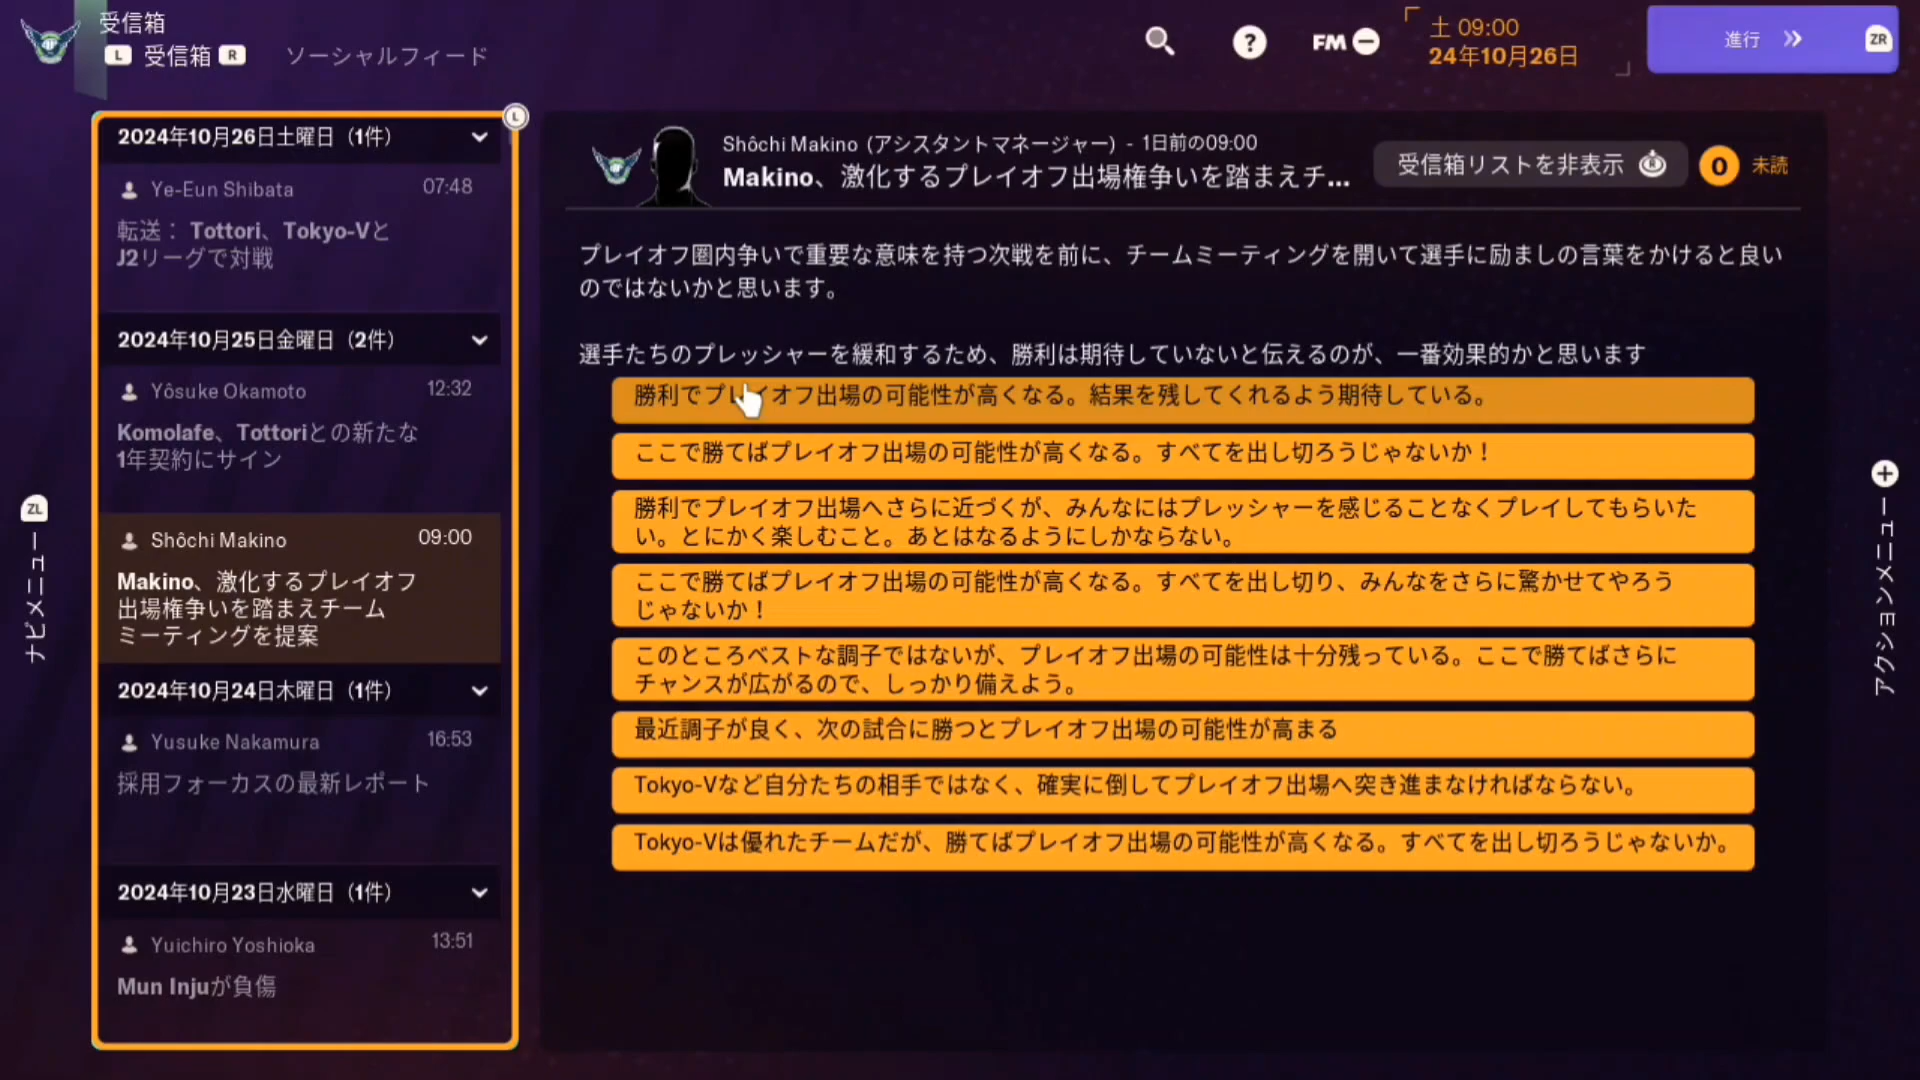 受信箱
L 受信箱 R ソーシャルフィード
? FM
土 09:00
24年10月26日
進行 ZR
2024年10月26日土曜日（1件）
L
Ye-Eun Shibata 07:48
転送： Tottori、Tokyo-Vと
J2リーグで対戦
2024年10月25日金曜日（2件）
Yôsuke Okamoto 12:32
Komolafe、Tottoriとの新たな
1年契約にサイン
Shôchi Makino 09:00
Makino、激化するプレイオフ
出場権争いを踏まえチーム
ミーティングを提案
2024年10月24日木曜日（1件）
Yusuke Nakamura 16:53
採用フォーカスの最新レポート
2024年10月23日水曜日（1件）
Yuichiro Yoshioka 13:51
Mun Injuが負傷
ZL
ナビメニュー
Shôchi Makino (アシスタントマネージャー) - 1日前の09:00
Makino、激化するプレイオフ出場権争いを踏まえチ...
受信箱リストを非表示 R
0 未読
プレイオフ圏内争いで重要な意味を持つ次戦を前に、チームミーティングを開いて選手に励ましの言葉をかけると良い
のではないかと思います。
選手たちのプレッシャーを緩和するため、勝利は期待していないと伝えるのが、一番効果的かと思います
勝利でプレイオフ出場の可能性が高くなる。結果を残してくれるよう期待している。
ここで勝てばプレイオフ出場の可能性が高くなる。すべてを出し切ろうじゃないか！
勝利でプレイオフ出場へさらに近づくが、みんなにはプレッシャーを感じることなくプレイしてもらいた
い。とにかく楽しむこと。あとはなるようにしかならない。
ここで勝てばプレイオフ出場の可能性が高くなる。すべてを出し切り、みんなをさらに驚かせてやろう
じゃないか！
このところベストな調子ではないが、プレイオフ出場の可能性は十分残っている。ここで勝てばさらに
チャンスが広がるので、しっかり備えよう。
最近調子が良く、次の試合に勝つとプレイオフ出場の可能性が高まる
Tokyo-Vなど自分たちの相手ではなく、確実に倒してプレイオフ出場へ突き進まなければならない。
Tokyo-Vは優れたチームだが、勝てばプレイオフ出場の可能性が高くなる。すべてを出し切ろうじゃないか。
アクションメニュー